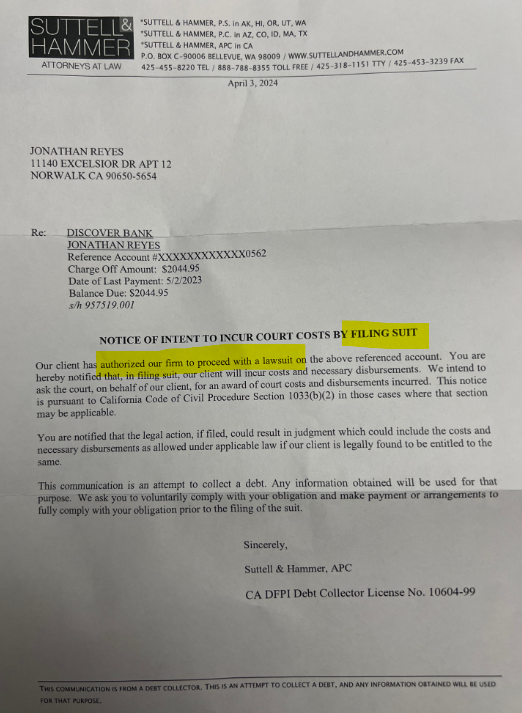 SUTTELL &
HAMMER
ATTORNEYS AT LAW
*SUTTELL & HAMMER, P.S. in AK, HI, OR, UT, WA
*SUTTELL & HAMMER, P.C. in AZ, CO, ID, MA, TX
*SUTTELL & HAMMER, APC in CA
P.O. BOX C-90006 BELLEVUE, WA 98009 / WWW.SUTTELLANDHAMMER.COM
425-455-8220 TEL / 888-788-8355 TOLL FREE / 425-318-1151 TTY / 425-453-3239 FAX
April 3, 2024
JONATHAN REYES
11140 EXCELSIOR DR APT 12
NORWALK CA 90650-5654
Re: DISCOVER BANK
JONATHAN REYES
Reference Account #XXXXXXXXXXXX0562
Charge Off Amount: $2044.95
Date of Last Payment: 5/2/2023
Balance Due: $2044.95
s/h 957519.001
NOTICE OF INTENT TO INCUR COURT COSTS BY FILING SUIT
Our client has authorized our firm to proceed with a lawsuit on the above referenced account. You are
hereby notified that, in filing suit, our client will incur costs and necessary disbursements. We intend to
ask the court, on behalf of our client, for an award of court costs and disbursements incurred. This notice
is pursuant to California Code of Civil Procedure Section 1033(b)(2) in those cases where that section
may be applicable.
You are notified that the legal action, if filed, could result in judgment which could include the costs and
necessary disbursements as allowed under applicable law if our client is legally found to be entitled to the
same.
This communication is an attempt to collect a debt. Any information obtained will be used for that
purpose. We ask you to voluntarily comply with your obligation and make payment or arrangements to
fully comply with your obligation prior to the filing of the suit.
Sincerely,
Suttell & Hammer, APC
CA DFPI Debt Collector License No. 10604-99
THIS COMMUNICATION IS FROM A DEBT COLLECTOR. THIS IS AN ATTEMPT TO COLLECT A DEBT, AND ANY INFORMATION OBTAINED WILL BE USED
FOR THAT PURPOSE.